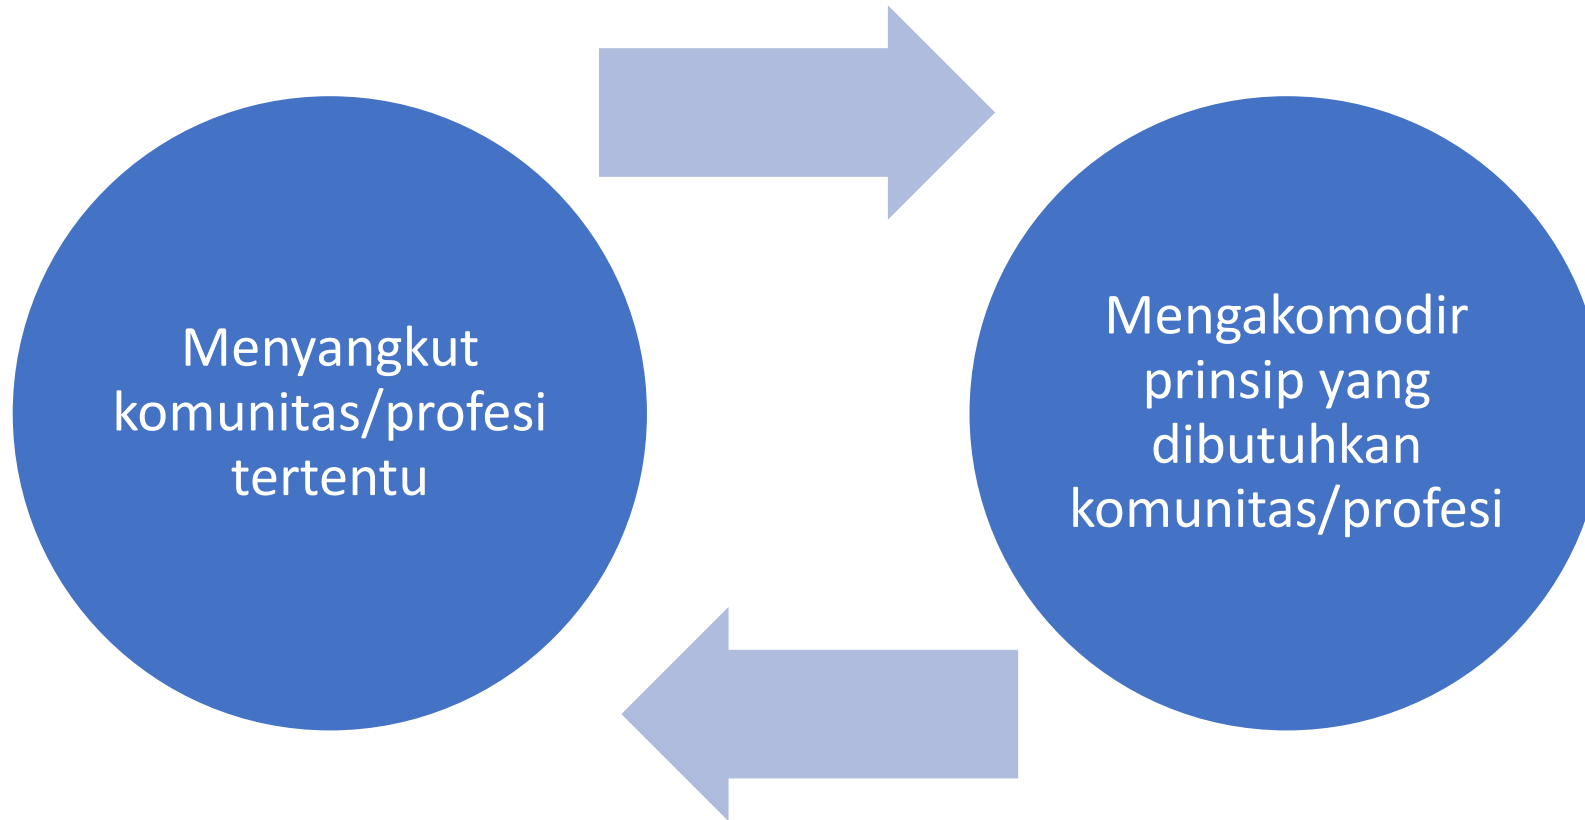 Menyangkut
komunitas/profesi
tertentu
Mengakomodir
prinsip yang
dibutuhkan
komunitas/profesi